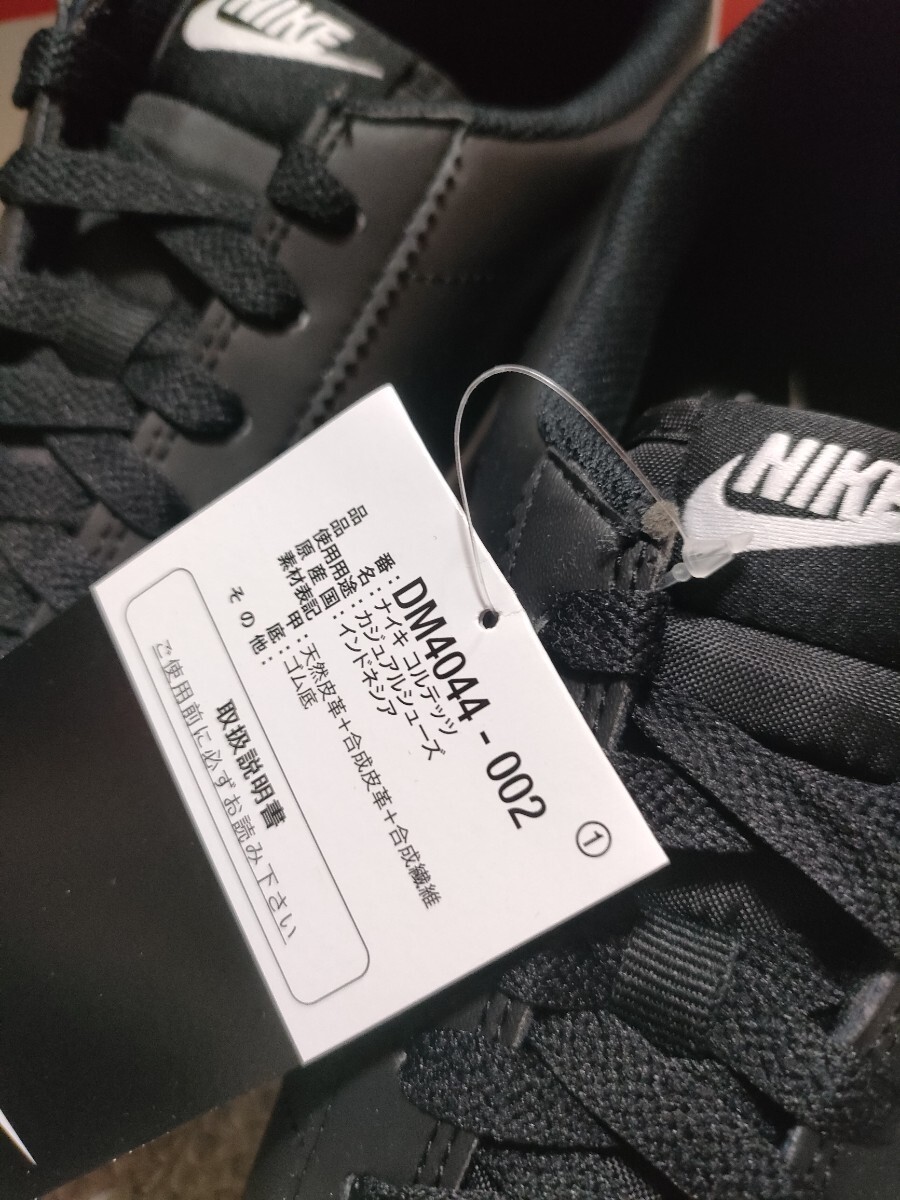 NIKE
NIKE
品番：DM4044-002
品名：ナイキ コルテッツ
使用用途：カジュアルシューズ
原産国：インドネシア
素材表記 甲：天然皮革＋合成皮革＋合成繊維
底：ゴム底
その他：
①
取扱説明書
ご使用前に必ずお読み下さい